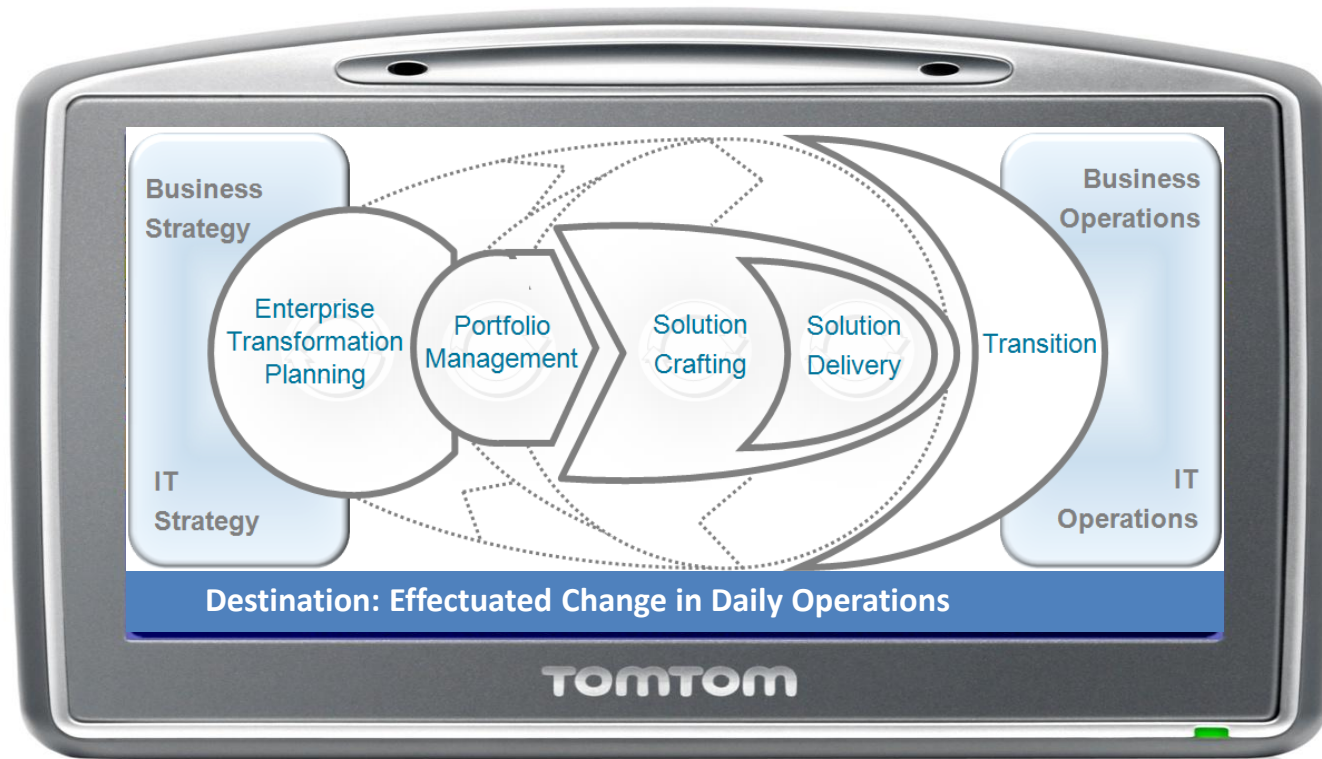 Business
Strategy
IT
Strategy
Enterprise
Transformation
Planning
Portfolio
Management
Solution
Crafting
Solution
Delivery
Transition
Business
Operations
IT
Operations
Destination: Effectuated Change in Daily Operations
TOMTOM